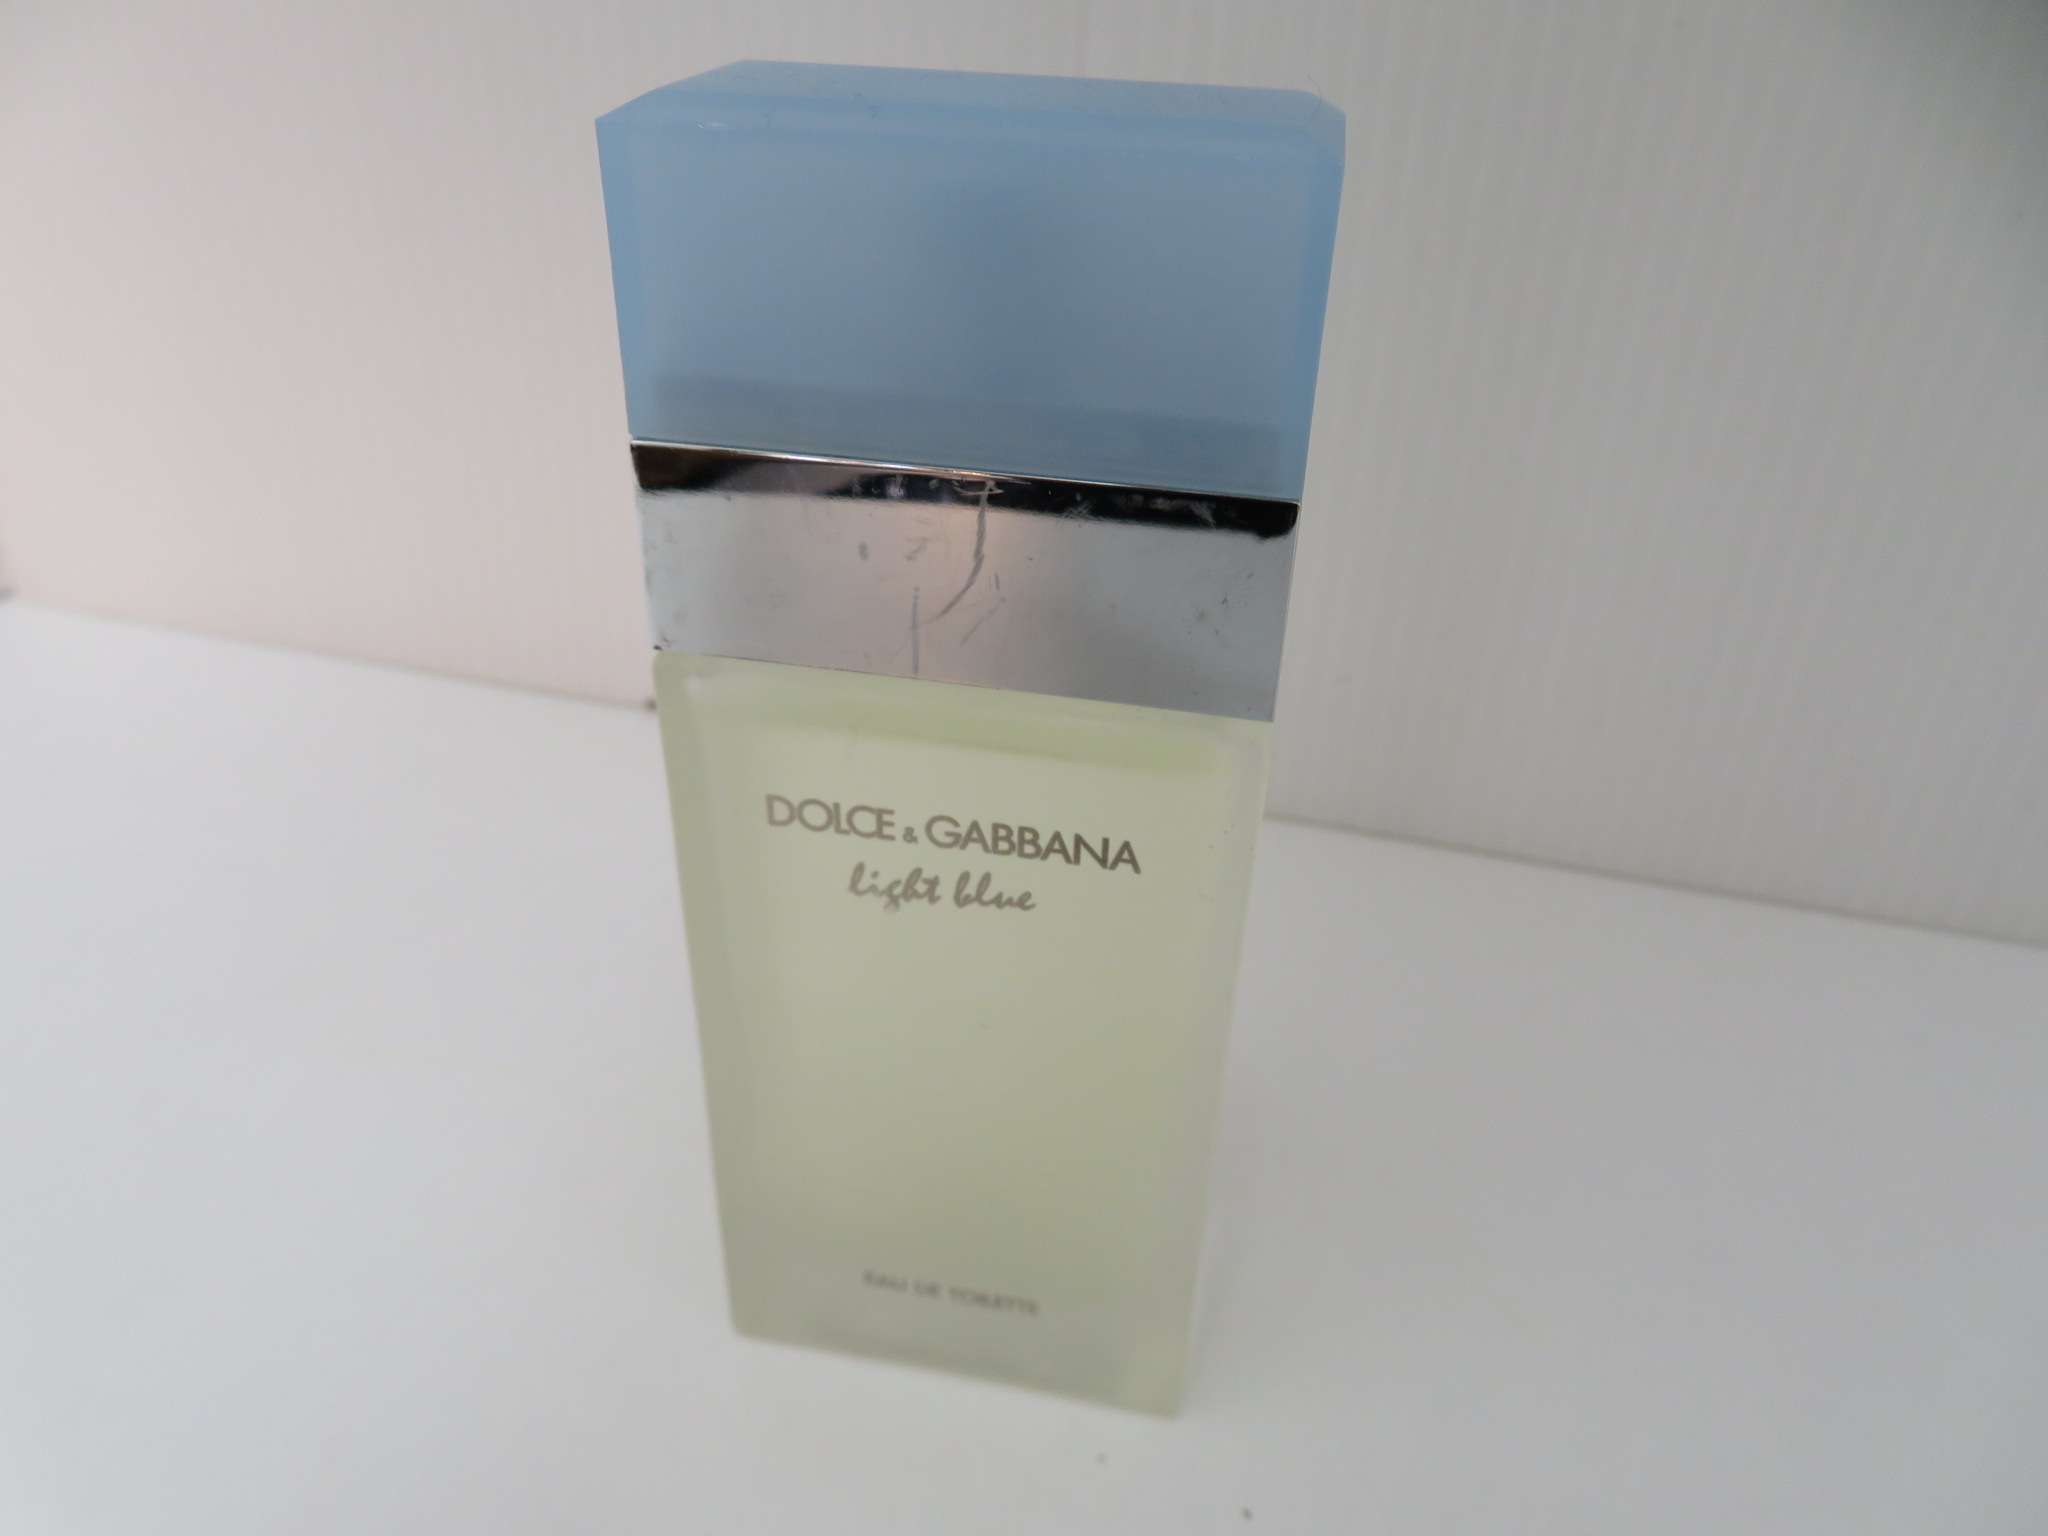 DOLCE & GABBANA
light blue
EAU DE TOILETTE